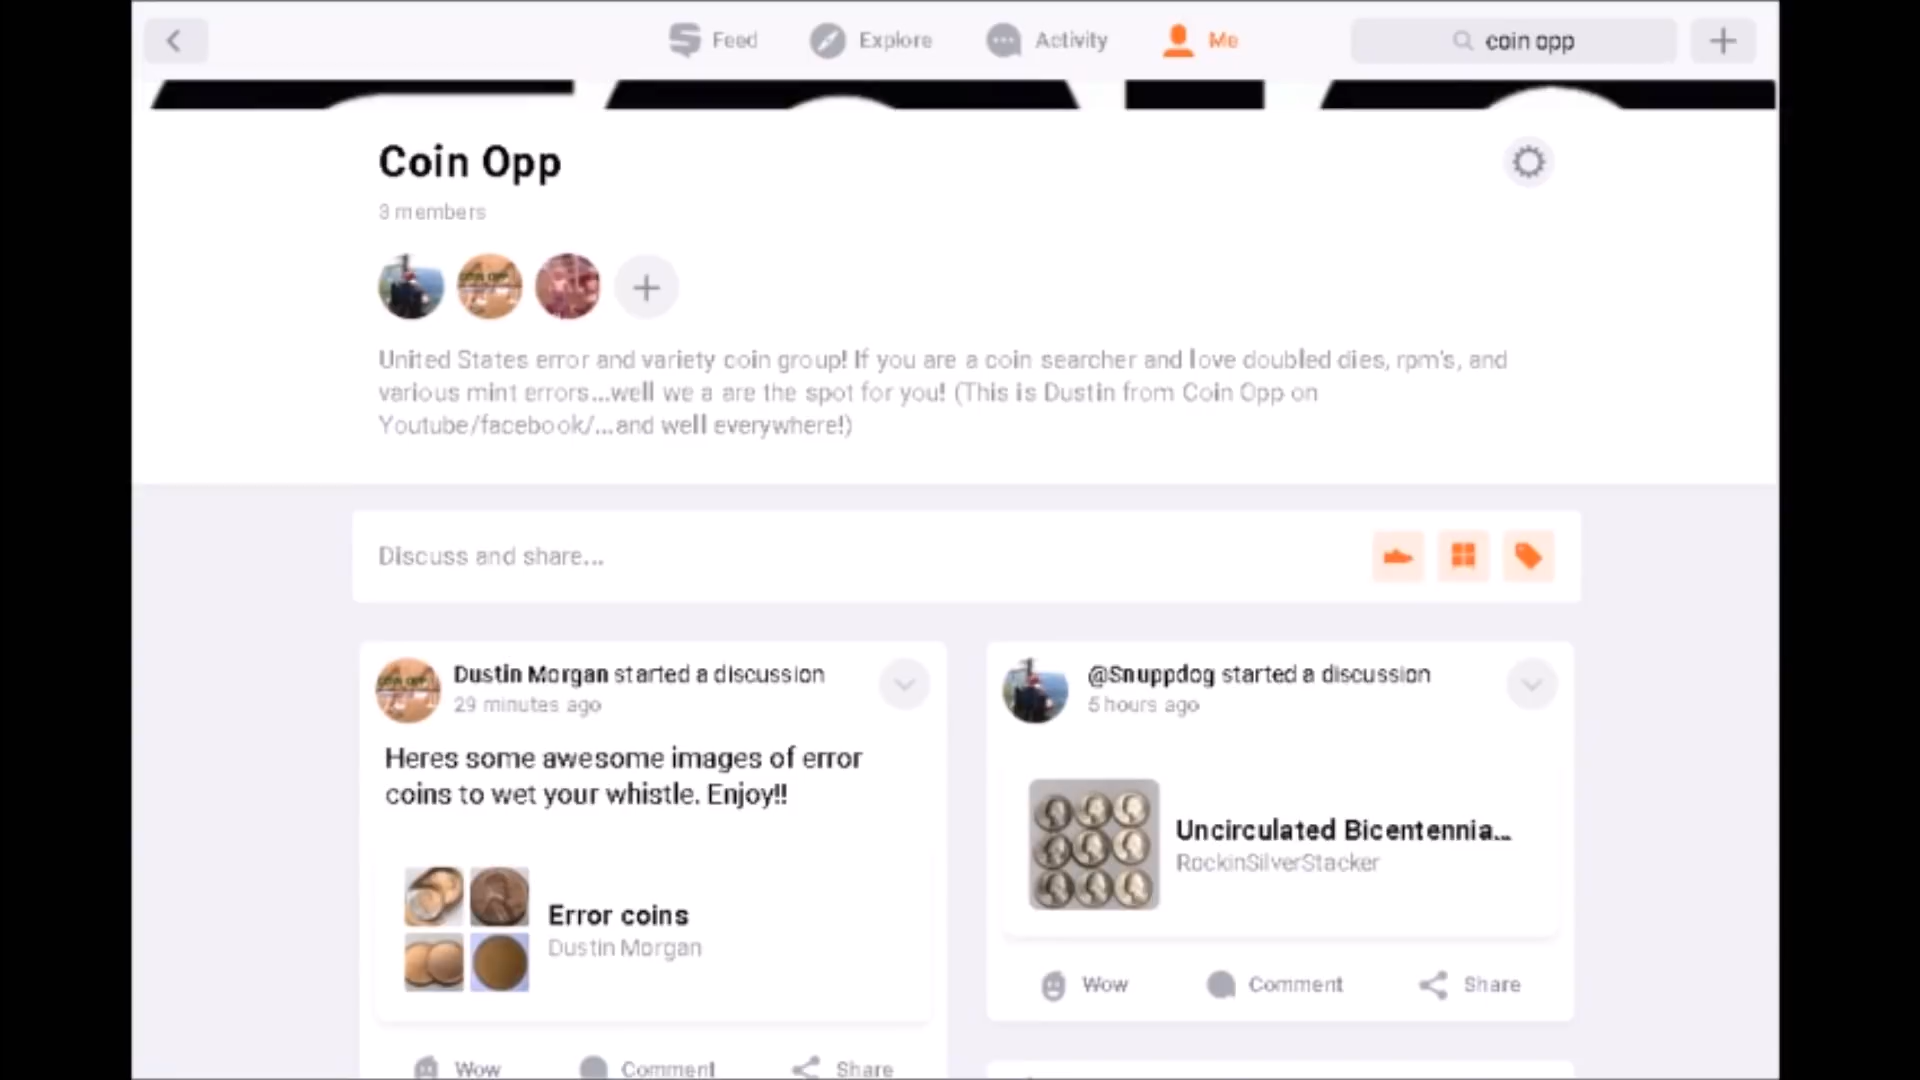 Feed Explore Activity Me coin opp
Coin Opp
3 members
United States error and variety coin group! If you are a coin searcher and love doubled dies, rpm's, and
various mint errors...well we a are the spot for you! (This is Dustin from Coin Opp on
Youtube/facebook/...and well everywhere!)
Discuss and share...
Dustin Morgan started a discussion
29 minutes ago
Heres some awesome images of error
coins to wet your whistle. Enjoy!!
Error coins
Dustin Morgan
Wow Comment Share
@Snuppdog started a discussion
5 hours ago
Uncirculated Bicentennia...
RockinSilverStacker
Wow Comment Share